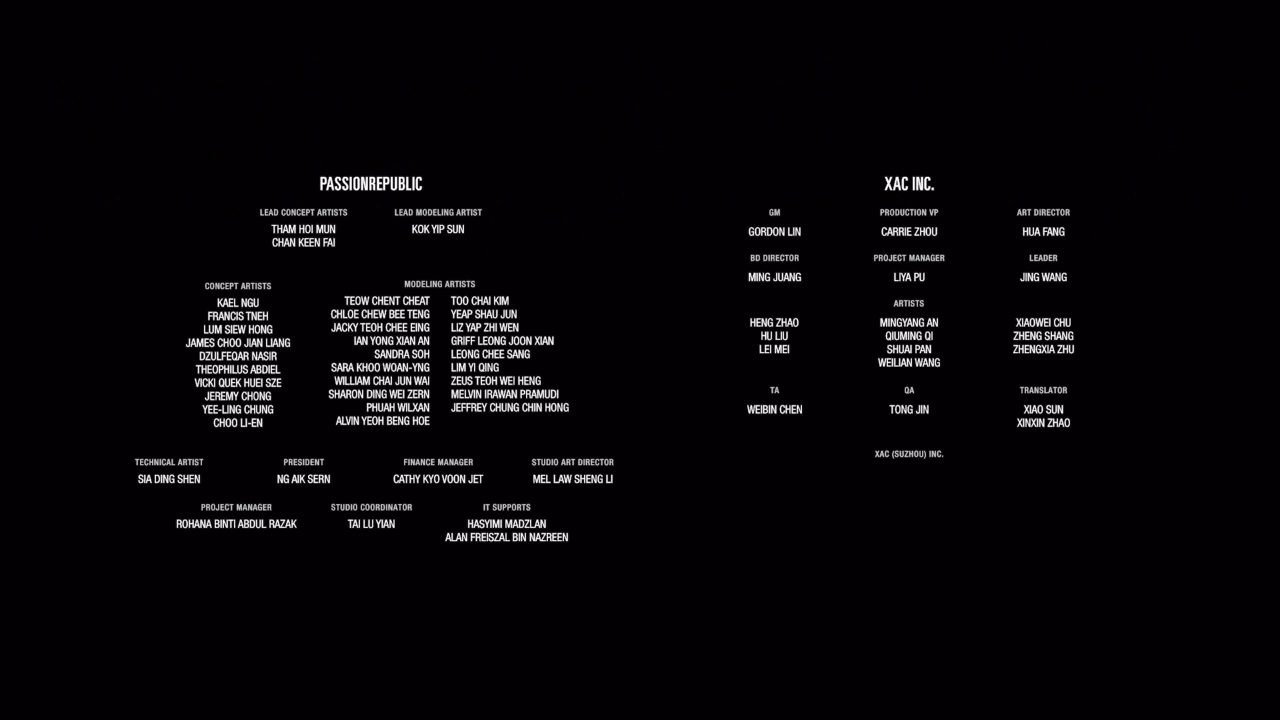 PASSIONREPUBLIC
LEAD CONCEPT ARTISTS
THAM HOI MUN
CHAN KEEN FAI
LEAD MODELING ARTIST
KOK YIP SUN
CONCEPT ARTISTS
KAEL NGU
FRANCIS TNEH
LUM SIEW HONG
JAMES CHOO JIAN LIANG
DZULFEQAR NASIR
THEOPHILUS ABDIEL
VICKI QUEK HUEI SZE
JEREMY CHONG
YEE-LING CHUNG
CHOO LI-EN
MODELING ARTISTS
TEOW CHENT CHEAT
CHLOE CHEW BEE TENG
JACKY TEOH CHEE EING
IAN YONG XIAN AN
SANDRA SOH
SARA KHOO WOAN-YNG
WILLIAM CHAI JUN WAI
SHARON DING WEI ZERN
PHUAH WILXAN
ALVIN YEOH BENG HOE
TOO CHAI KIM
YEAP SHAU JUN
LIZ YAP ZHI WEN
GRIFF LEONG JOON XIAN
LEONG CHEE SANG
LIM YI QING
ZEUS TEOH WEI HENG
MELVIN IRAWAN PRAMUDI
JEFFREY CHUNG CHIN HONG
TECHNICAL ARTIST
SIA DING SHEN
PRESIDENT
NG AIK SERN
FINANCE MANAGER
CATHY KYO VOON JET
STUDIO ART DIRECTOR
MEL LAW SHENG LI
PROJECT MANAGER
ROHANA BINTI ABDUL RAZAK
STUDIO COORDINATOR
TAI LU YIAN
IT SUPPORTS
HASYIMI MADZLAN
ALAN FREISZAL BIN NAZREEN
XAC INC.
GM
GORDON LIN
PRODUCTION VP
CARRIE ZHOU
ART DIRECTOR
HUA FANG
BD DIRECTOR
MING JUANG
PROJECT MANAGER
LIYA PU
LEADER
JING WANG
ARTISTS
HENG ZHAO
HU LIU
LEI MEI
MINGYANG AN
QIUMING QI
SHUAI PAN
WEILIAN WANG
XIAOWEI CHU
ZHENG SHANG
ZHENGXIA ZHU
TA
WEIBIN CHEN
QA
TONG JIN
TRANSLATOR
XIAO SUN
XINXIN ZHAO
XAC (SUZHOU) INC.